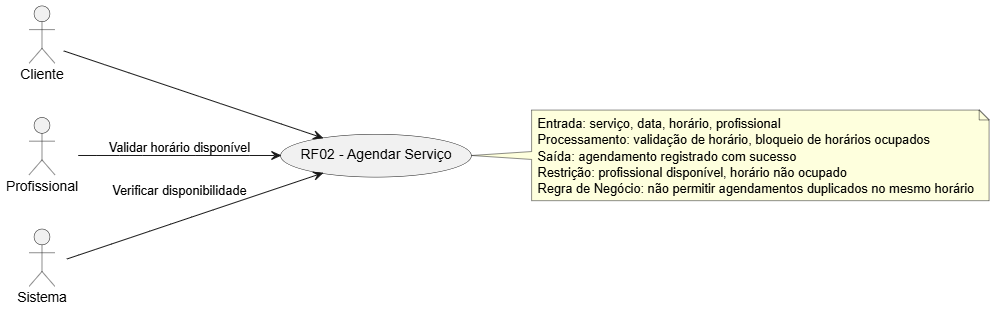 Cliente
Validar horário disponível
Profissional
Verificar disponibilidade
Sistema
RF02 - Agendar Serviço
Entrada: serviço, data, horário, profissional
Processamento: validação de horário, bloqueio de horários ocupados
Saída: agendamento registrado com sucesso
Restrição: profissional disponível, horário não ocupado
Regra de Negócio: não permitir agendamentos duplicados no mesmo horário